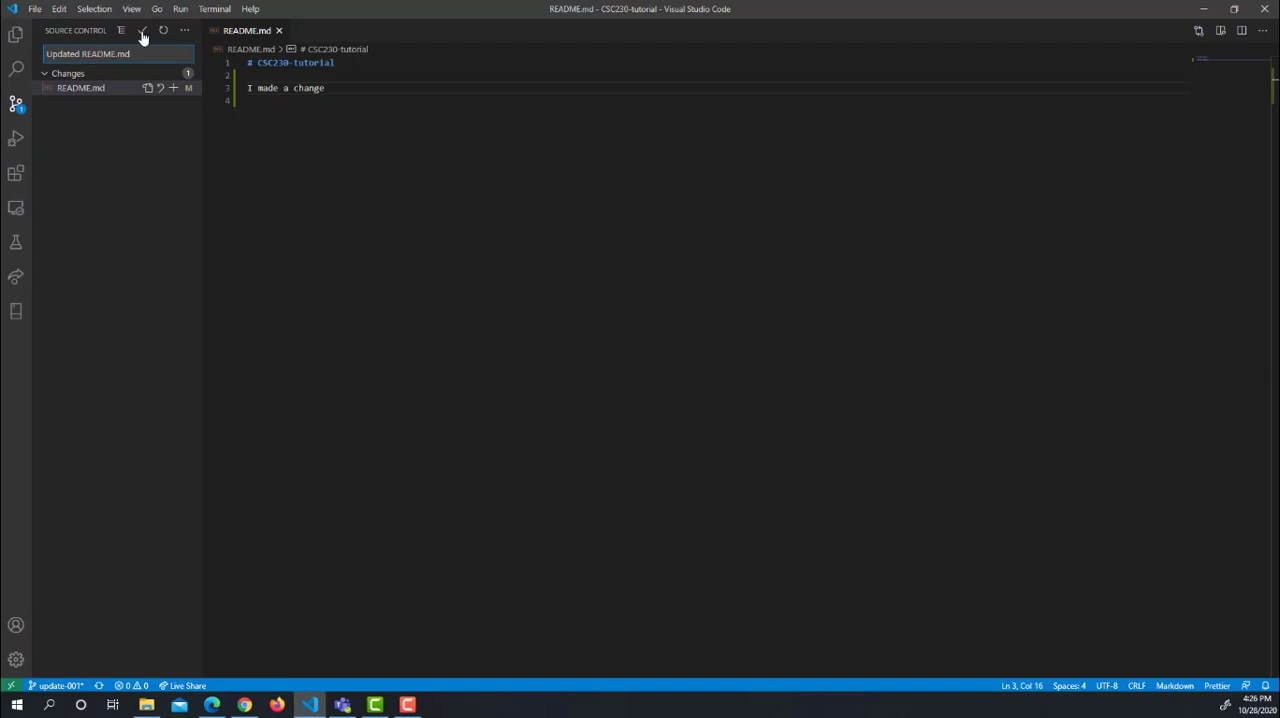 File Edit Selection View Go Run Terminal Help
README.md - CSC230-tutorial - Visual Studio Code
SOURCE CONTROL
README.md
Updated README.md
README.md > # CSC230-tutorial
Changes 1
README.md M
1 # CSC230-tutorial
2
3 I made a change
4
1
update-001* 0 0 Live Share
Ln 3, Col 16 Spaces: 4 UTF-8 CRLF Markdown Prettier
4:26 PM
10/28/2020